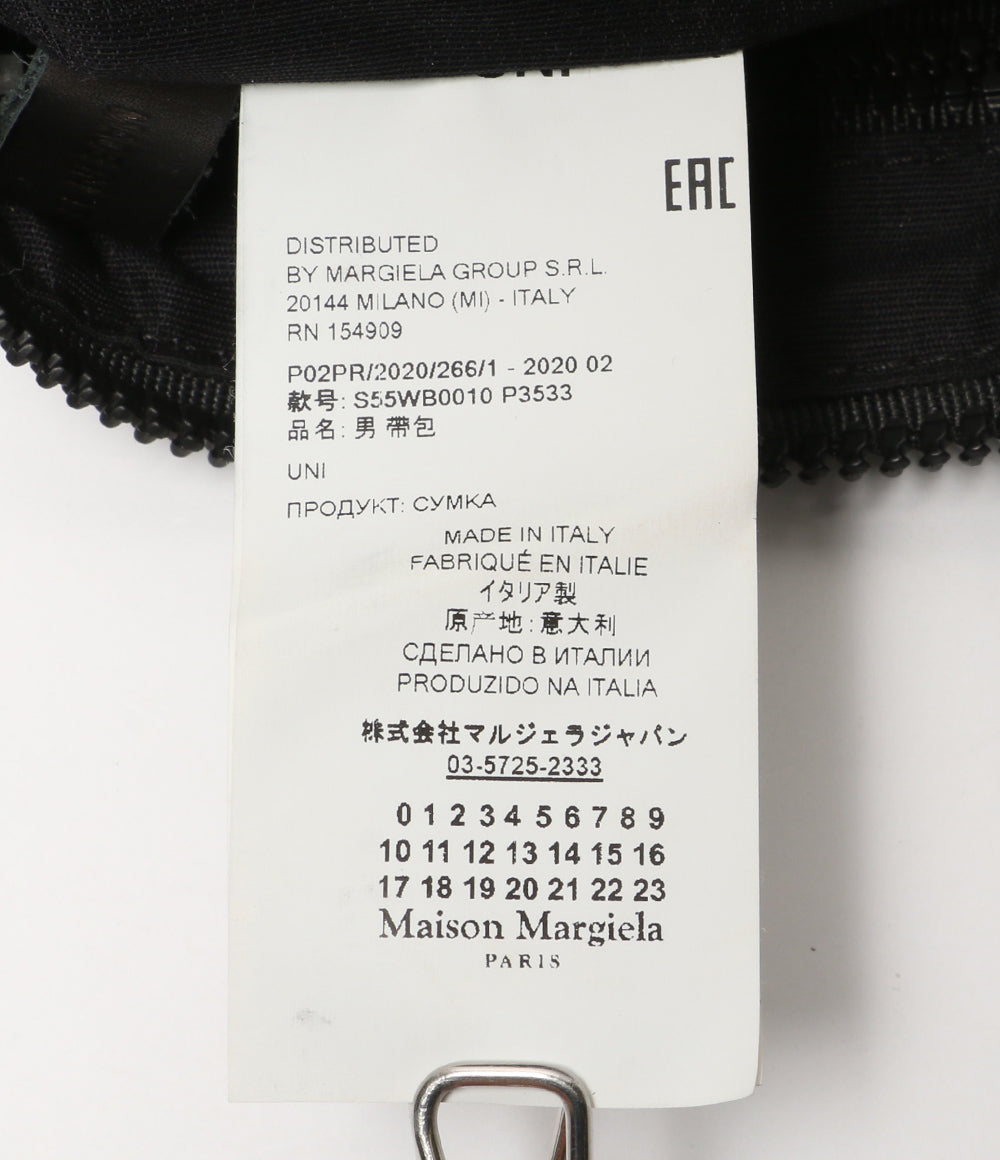 EAC
DISTRIBUTED
BY MARGIELA GROUP S.R.L.
20144 MILANO (MI) - ITALY
RN 154909
P02PR/2020/266/1 - 2020 02
款号: S55WB0010 P3533
品名: 男 帶包
UNI
ПРОДУКТ: СУМКА
MADE IN ITALY
FABRIQUÉ EN ITALIE
イタリア製
原产地: 意大利
СДЕЛАНО В ИТАЛИИ
PRODUZIDO NA ITALIA
株式会社マルジェラジャパン
03-5725-2333
0 1 2 3 4 5 6 7 8 9
10 11 12 13 14 15 16
17 18 19 20 21 22 23
Maison Margiela
PARIS